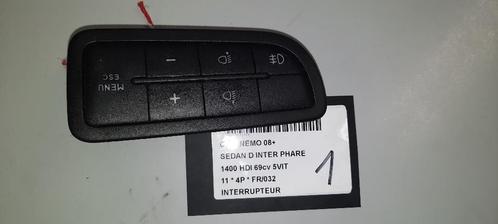 MENU
ESC
-
+
NEMO 08+
SEDAN D INTER PHARE
1400 HDI 69cv 5VIT
11 * 4P * FR/032
INTERRUPTEUR
1